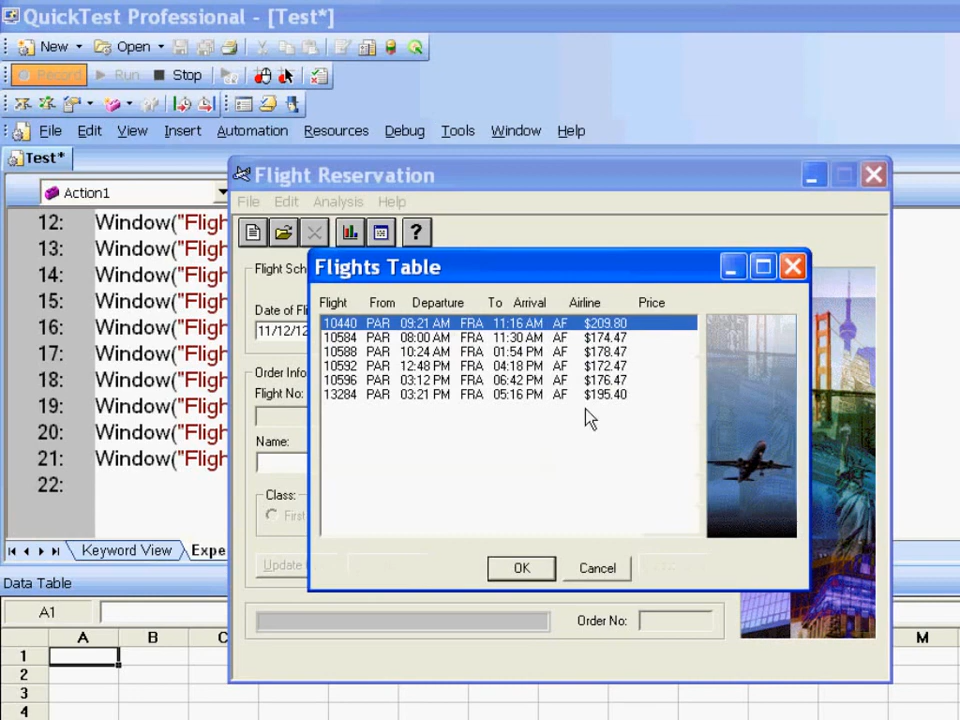 QuickTest Professional - [Test*]
New Open
Record Run Stop
File Edit View Insert Automation Resources Debug Tools Window Help
Test*
Action1
Flight Reservation
File Edit Analysis Help
?
12: Window("Fligh
13: Window("Fligh
14: Window("Fligh
15: Window("Fligh
16: Window("Fligh
17: Window("Fligh
18: Window("Fligh
19: Window("Fligh
20: Window("Fligh
21: Window("Fligh
22:
Flight Sch
Date of Fli
11/12/12
Order Info
Flight No:
Name:
Class:
First
Update
Flights Table
Flight From Departure To Arrival Airline Price
10440 PAR 09:21 AM FRA 11:16 AM AF $209.80
10584 PAR 08:00 AM FRA 11:30 AM AF $174.47
10588 PAR 10:24 AM FRA 01:54 PM AF $178.47
10592 PAR 12:48 PM FRA 04:18 PM AF $172.47
10596 PAR 03:12 PM FRA 06:42 PM AF $176.47
13284 PAR 03:21 PM FRA 05:16 PM AF $195.40
OK Cancel
Order No:
Keyword View Expe
Data Table
A1
A B C M
1
2
3
4